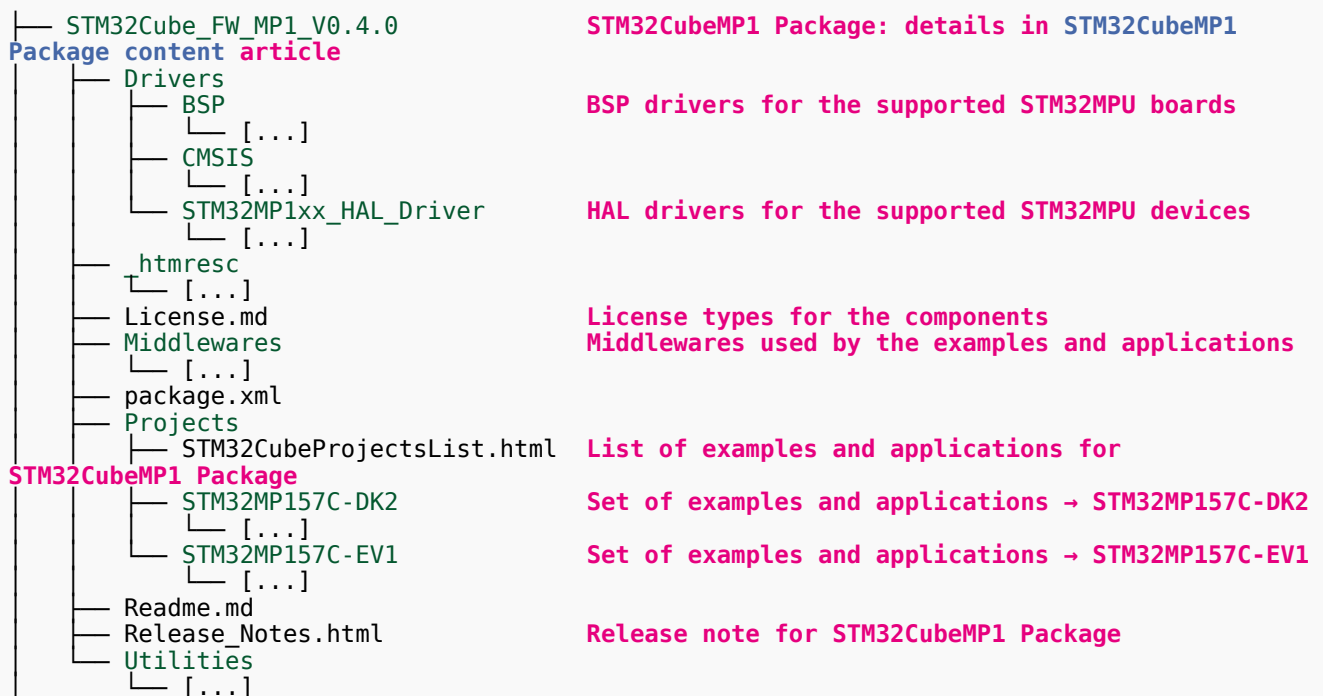 ├── STM32Cube_FW_MP1_V0.4.0             STM32CubeMP1 Package: details in STM32CubeMP1
Package content article
│   ├── Drivers
│   │   ├── BSP                         BSP drivers for the supported STM32MPU boards
│   │   │   └── [...]
│   │   ├── CMSIS
│   │   │   └── [...]
│   │   └── STM32MP1xx_HAL_Driver       HAL drivers for the supported STM32MPU devices
│   │       └── [...]
│   ├── _htmresc
│   │   └── [...]
│   ├── License.md                      License types for the components
│   ├── Middlewares                     Middlewares used by the examples and applications
│   │   └── [...]
│   ├── package.xml
│   ├── Projects
│   │   ├── STM32CubeProjectsList.html  List of examples and applications for
STM32CubeMP1 Package
│   │   ├── STM32MP157C-DK2             Set of examples and applications → STM32MP157C-DK2
│   │   │   └── [...]
│   │   └── STM32MP157C-EV1             Set of examples and applications → STM32MP157C-EV1
│   │       └── [...]
│   ├── Readme.md
│   ├── Release_Notes.html              Release note for STM32CubeMP1 Package
│   └── Utilities
│       └── [...]